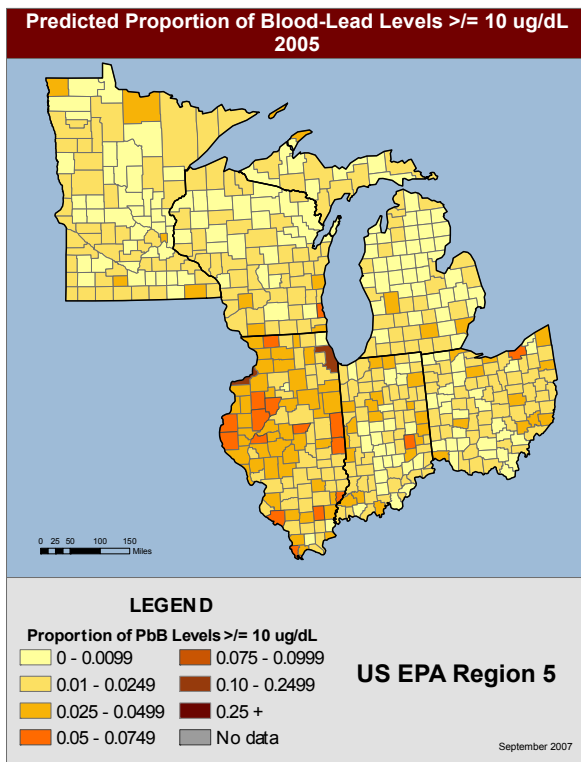 Predicted Proportion of Blood-Lead Levels >/= 10 ug/dL
2005
0 25 50 100 150
Miles
LEGEND
Proportion of PbB Levels >/= 10 ug/dL
0 - 0.0099
0.01 - 0.0249
0.025 - 0.0499
0.05 - 0.0749
0.075 - 0.0999
0.10 - 0.2499
0.25 +
No data
US EPA Region 5
September 2007